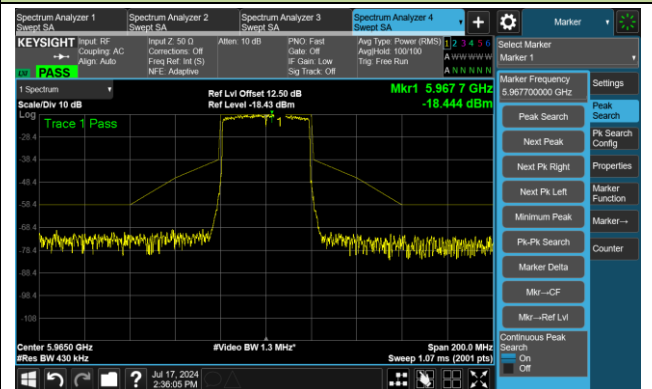 Spectrum Analyzer 1
Swept SA
Spectrum Analyzer 2
Swept SA
Spectrum Analyzer 3
Swept SA
Spectrum Analyzer 4
Swept SA
+
Marker
KEYSIGHT
Input: RF
Coupling: AC
Align: Auto
Input Z: 50 Ω
Corrections: Off
Freq Ref: Int (S)
NFE: Adaptive
Atten: 10 dB
PNO: Fast
Gate: Off
IF Gain: Low
Sig Track: Off
Avg Type: Power (RMS)
Avg|Hold: 100/100
Trig: Free Run
1 2 3 4 5 6
A W W W W W
A N N N N N
LXI
PASS
Select Marker
Marker 1
1 Spectrum
Scale/Div 10 dB
Ref Lvl Offset 12.50 dB
Ref Level -18.43 dBm
Mkr1 5.967 7 GHz
-18.444 dBm
Log
Trace 1 Pass
1
-28.4
-38.4
-48.4
-58.4
-68.4
-78.4
-88.4
-98.4
-108
Center 5.9650 GHz
#Res BW 430 kHz
#Video BW 1.3 MHz*
Span 200.0 MHz
Sweep 1.07 ms (2001 pts)
Marker Frequency
5.967700000 GHz
Peak Search
Next Peak
Next Pk Right
Next Pk Left
Minimum Peak
Pk-Pk Search
Marker Delta
Mkr→CF
Mkr→Ref Lvl
Continuous Peak
Search
On
Off
Settings
Peak
Search
Pk Search
Config
Properties
Marker
Function
Marker→
Counter
?
Jul 17, 2024
2:36:05 PM